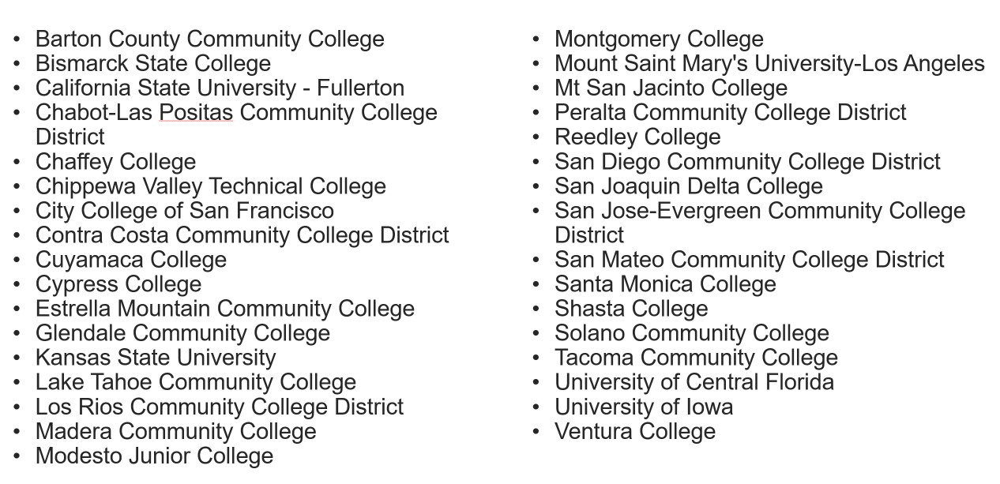 • Barton County Community College
• Bismarck State College
• California State University - Fullerton
• Chabot-Las Positas Community College
District
• Chaffey College
• Chippewa Valley Technical College
• City College of San Francisco
• Contra Costa Community College District
• Cuyamaca College
• Cypress College
• Estrella Mountain Community College
• Glendale Community College
• Kansas State University
• Lake Tahoe Community College
• Los Rios Community College District
• Madera Community College
• Modesto Junior College
• Montgomery College
• Mount Saint Mary's University-Los Angeles
• Mt San Jacinto College
• Peralta Community College District
• Reedley College
• San Diego Community College District
• San Joaquin Delta College
• San Jose-Evergreen Community College
District
• San Mateo Community College District
• Santa Monica College
• Shasta College
• Solano Community College
• Tacoma Community College
• University of Central Florida
• University of Iowa
• Ventura College